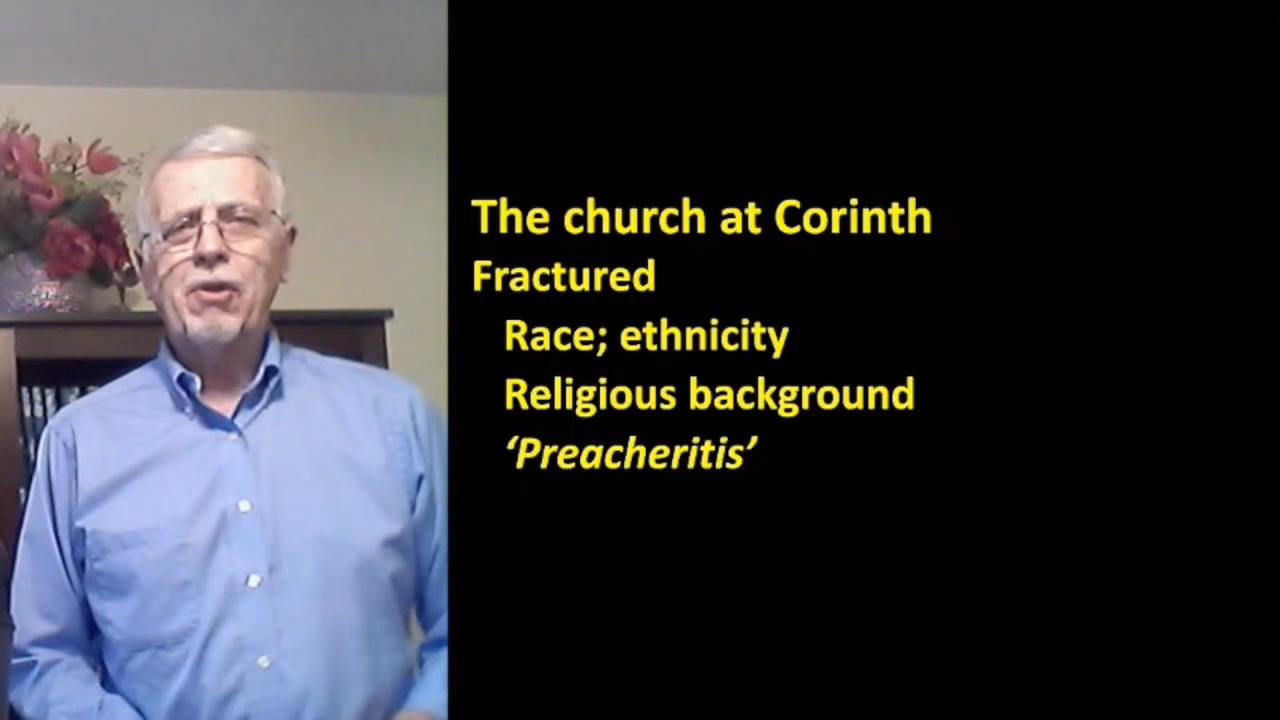 The church at Corinth
Fractured
Race; ethnicity
Religious background
‘Preacheritis’